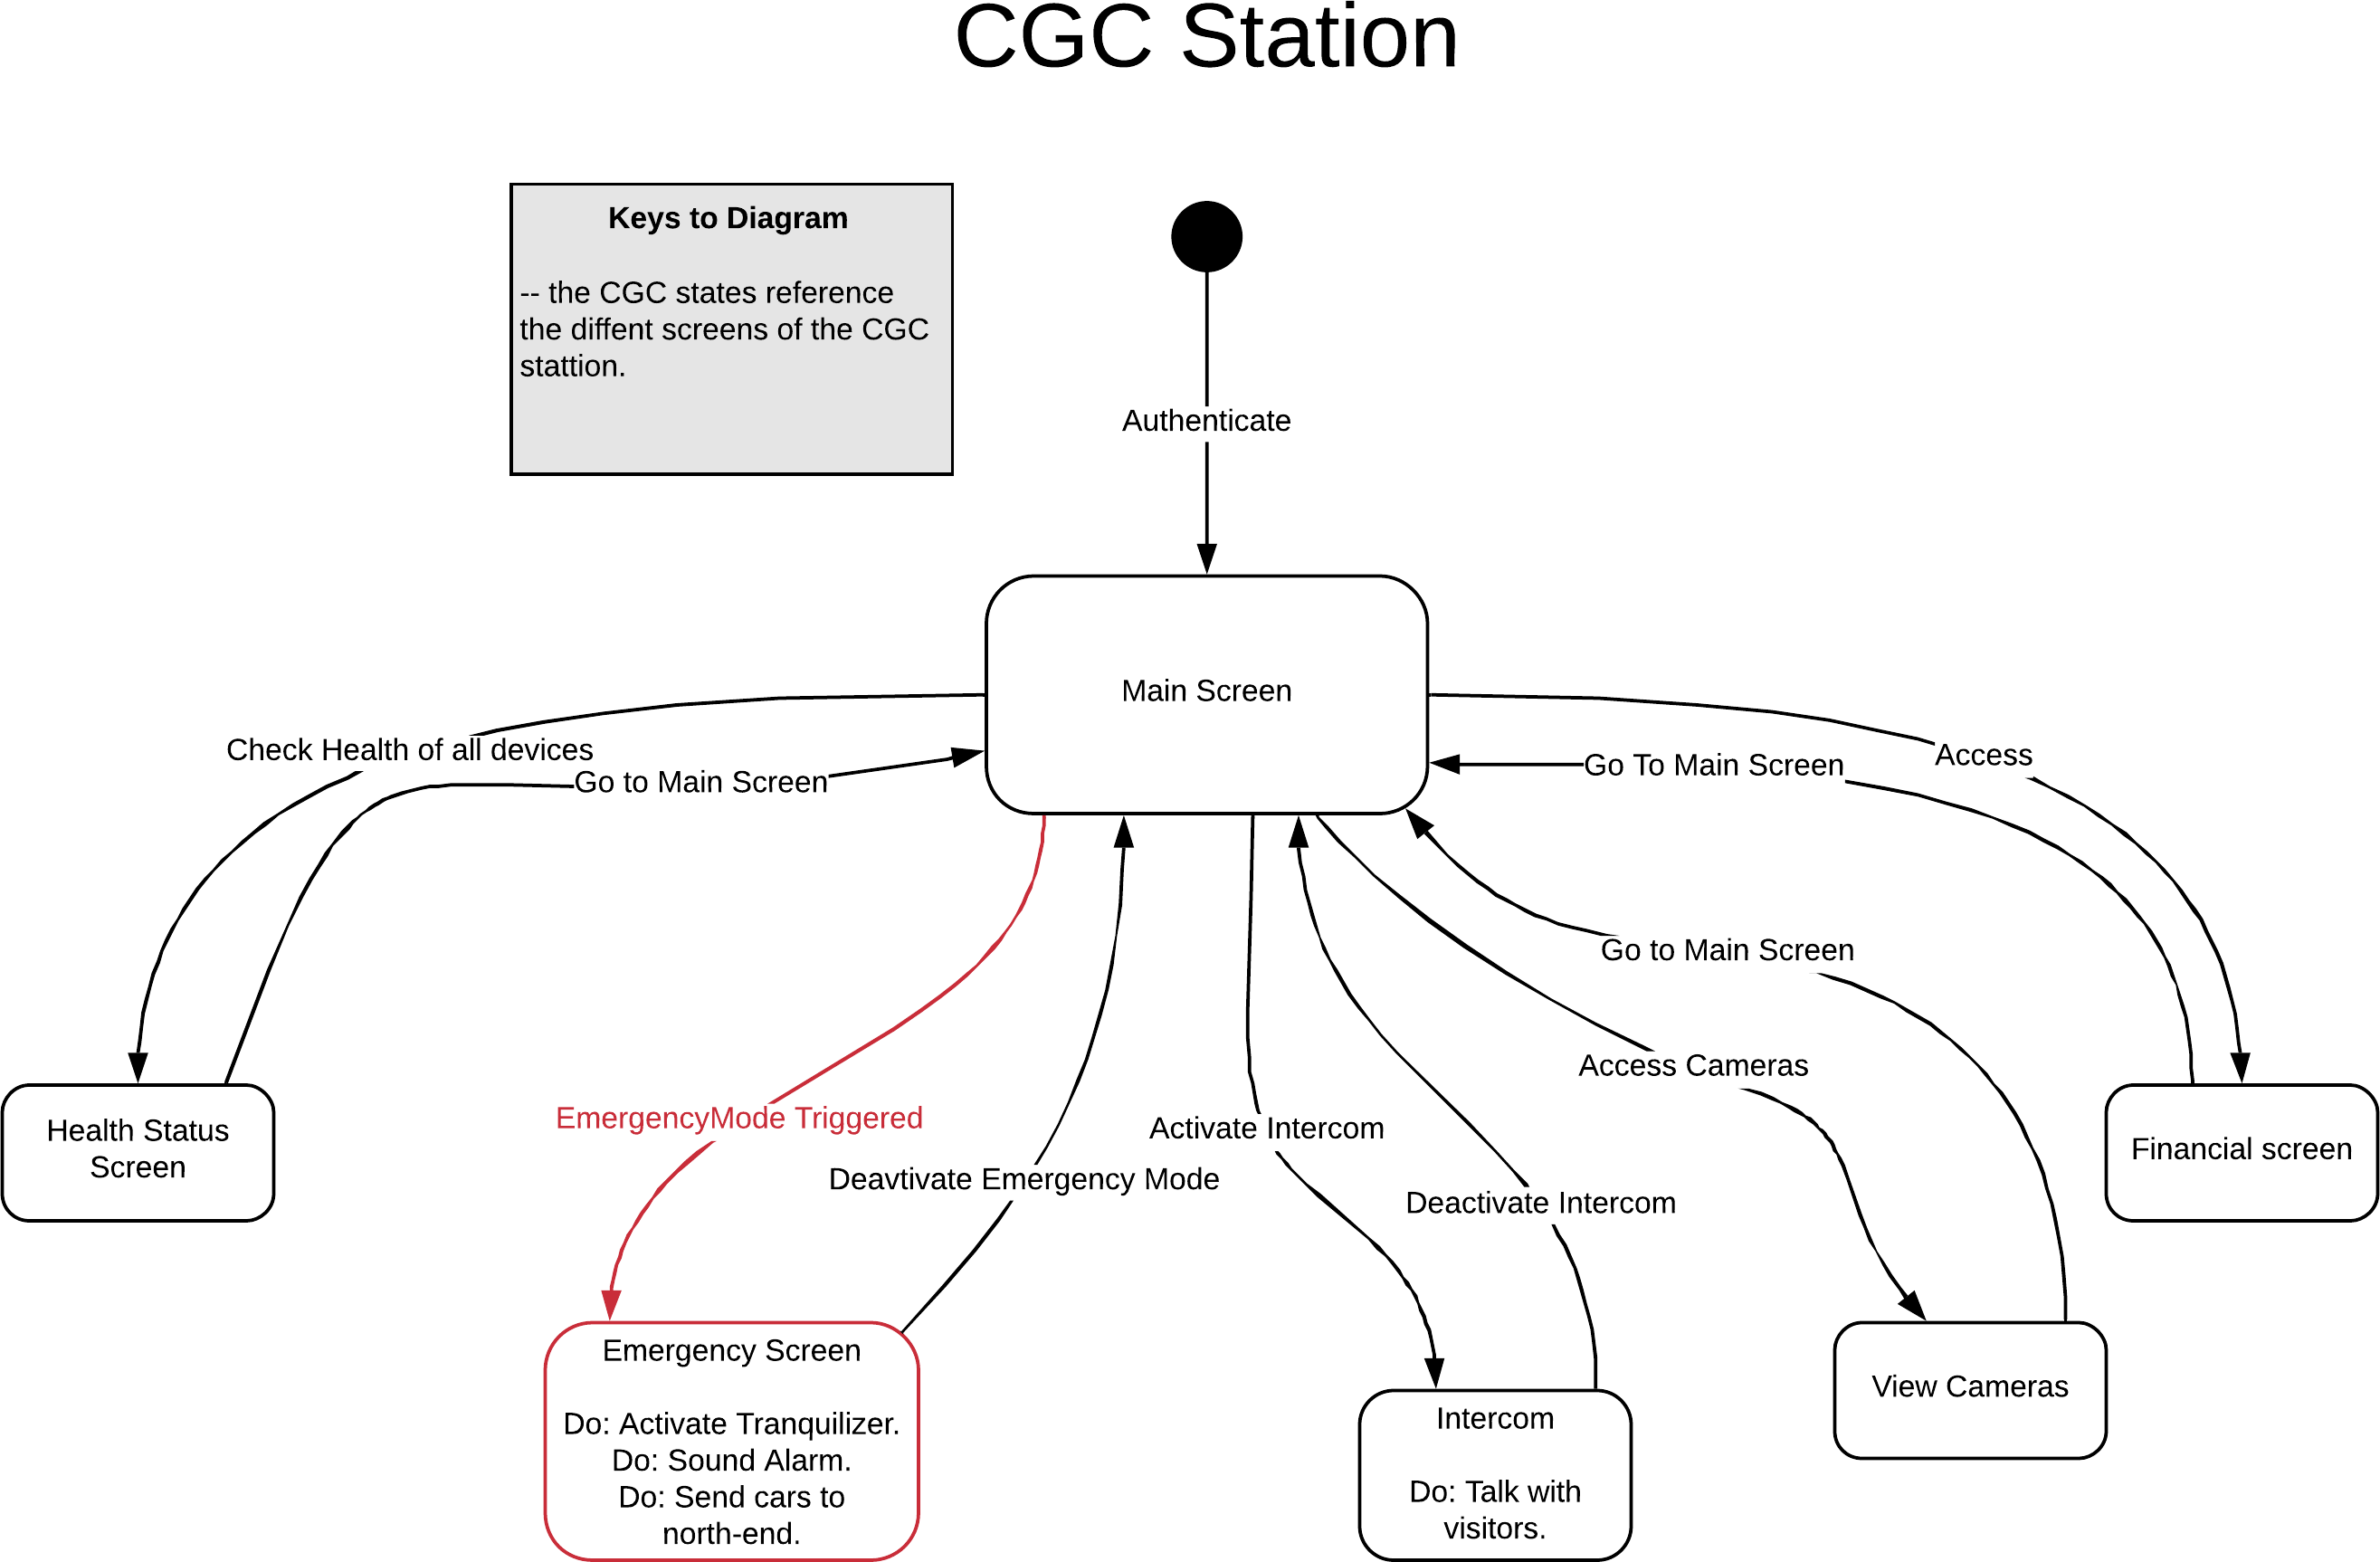 CGC Station
Keys to Diagram
-- the CGC states reference
the diffent screens of the CGC
stattion.
Authenticate
Main Screen
Check Health of all devices
Go to Main Screen
Go To Main Screen
Access
Go to Main Screen
Access Cameras
EmergencyMode Triggered
Deavtivate Emergency Mode
Activate Intercom
Deactivate Intercom
Health Status
Screen
Financial screen
Emergency Screen
Do: Activate Tranquilizer.
Do: Sound Alarm.
Do: Send cars to
north-end.
Intercom
Do: Talk with
visitors.
View Cameras